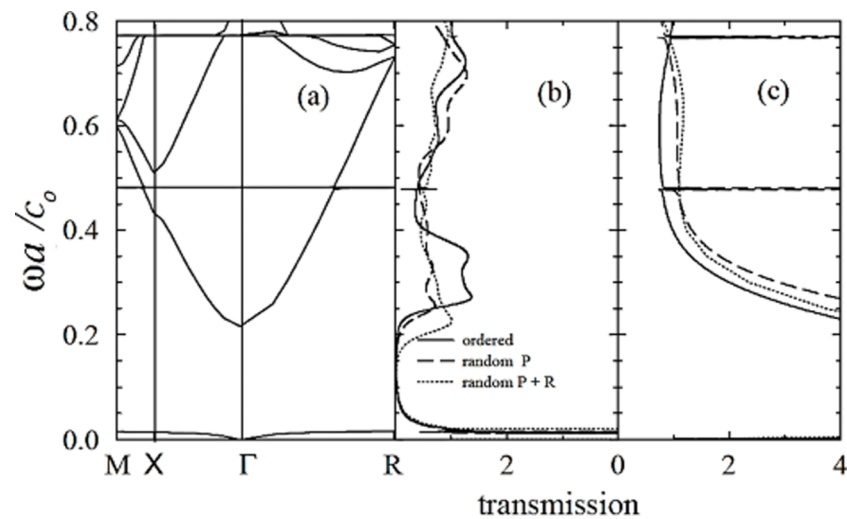 0.8
0.6
0.4
0.2
0.0
ωa /c₀
(a)
(b)
(c)
ordered
random P
random P + R
M X Γ R 2 0 2 4
transmission